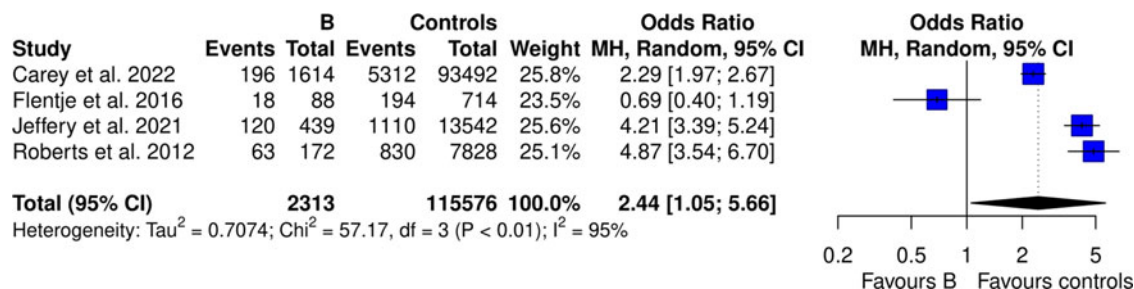 B Controls Odds Ratio Odds Ratio
Study Events Total Events Total Weight MH, Random, 95% CI MH, Random, 95% CI
Carey et al. 2022 196 1614 5312 93492 25.8% 2.29 [1.97; 2.67]
Flentje et al. 2016 18 88 194 714 23.5% 0.69 [0.40; 1.19]
Jeffery et al. 2021 120 439 1110 13542 25.6% 4.21 [3.39; 5.24]
Roberts et al. 2012 63 172 830 7828 25.1% 4.87 [3.54; 6.70]
Total (95% CI) 2313 115576 100.0% 2.44 [1.05; 5.66]
Heterogeneity: Tau² = 0.7074; Chi² = 57.17, df = 3 (P < 0.01); I² = 95%
0.2 0.5 1 2 5
Favours B Favours controls